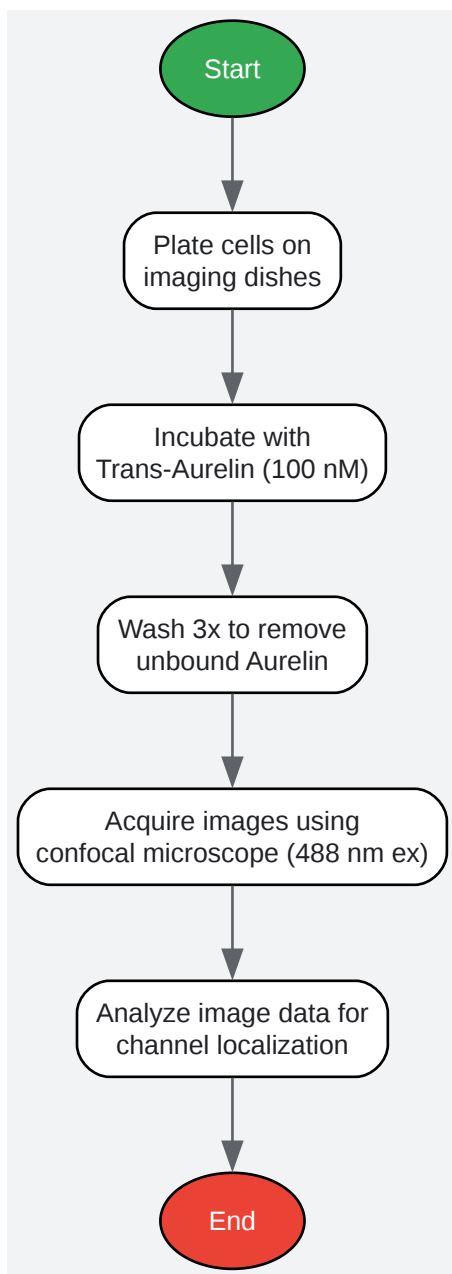 Start
Plate cells on
imaging dishes
Incubate with
Trans-Aurelin (100 nM)
Wash 3x to remove
unbound Aurelin
Acquire images using
confocal microscope (488 nm ex)
Analyze image data for
channel localization
End